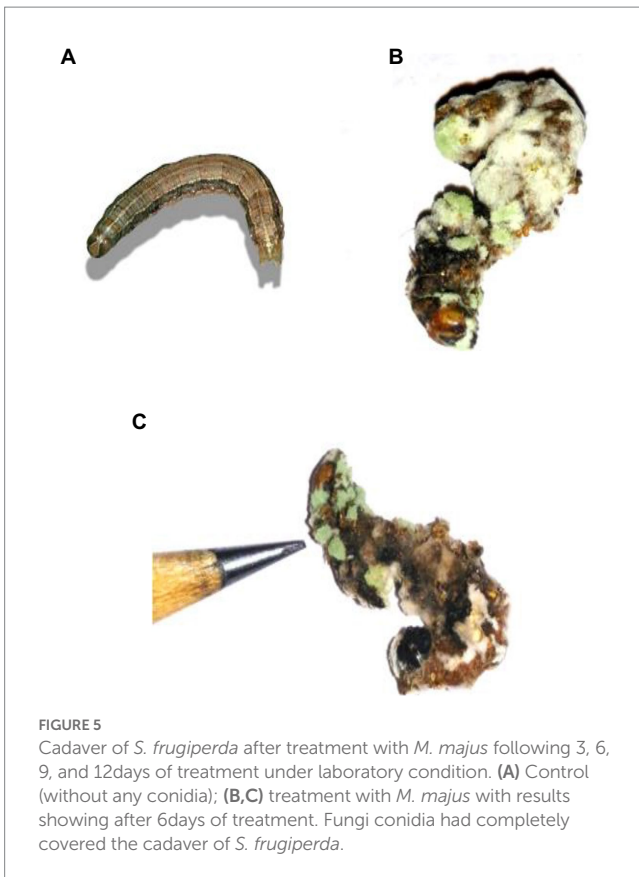 A
B
C
FIGURE 5
Cadaver of S. frugiperda after treatment with M. majus following 3, 6,
9, and 12days of treatment under laboratory condition. (A) Control
(without any conidia); (B,C) treatment with M. majus with results
showing after 6days of treatment. Fungi conidia had completely
covered the cadaver of S. frugiperda.